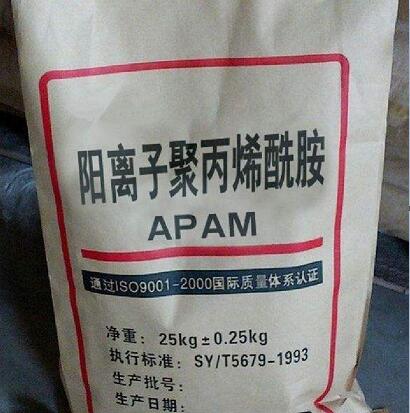 阳离子聚丙烯酰胺
APAM
通过ISO9001-2000国际质量体系认证
净重：25kg±0.25kg
执行标准：SY/T5679-1993
生产批号：
生产日期：